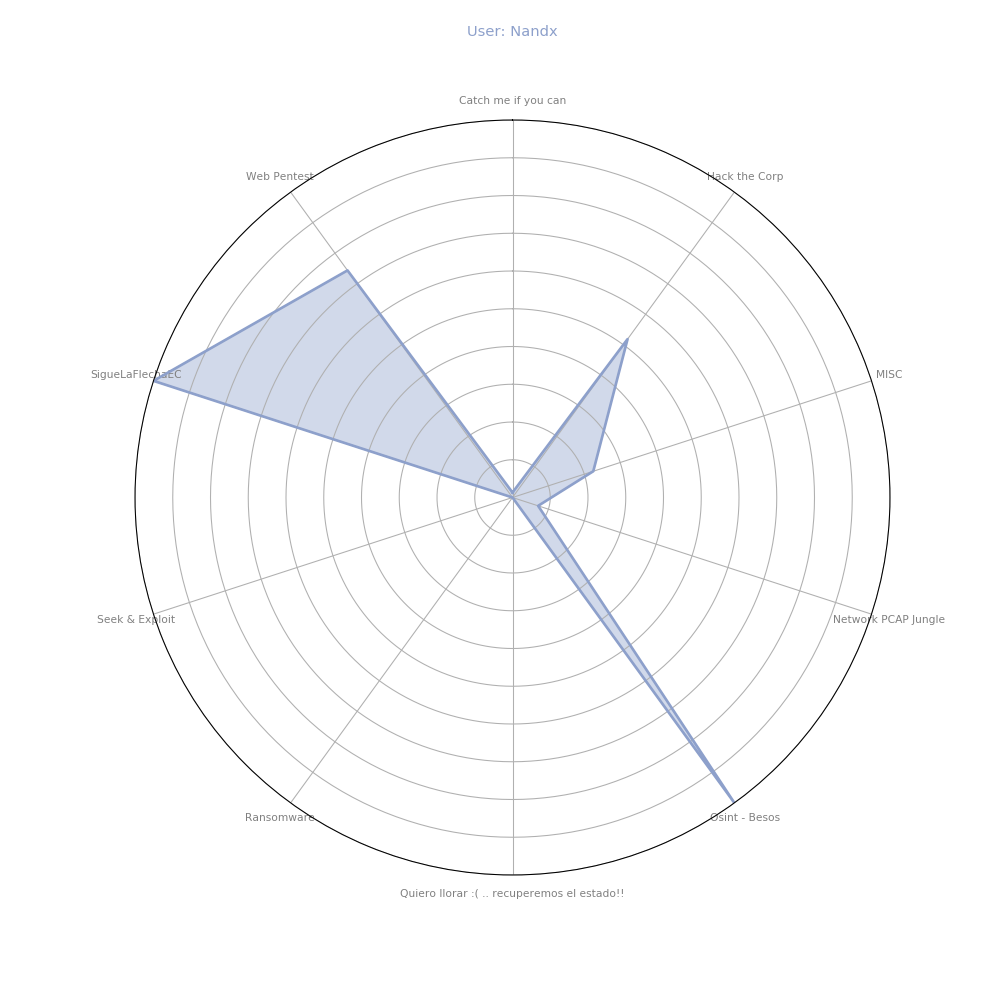 User: Nandx
Catch me if you can
Web Pentest
Hack the Corp
SigueLaFlechaEC
MISC
Seek & Exploit
Network PCAP Jungle
Ransomware
Osint - Besos
Quiero llorar :( .. recuperemos el estado!!